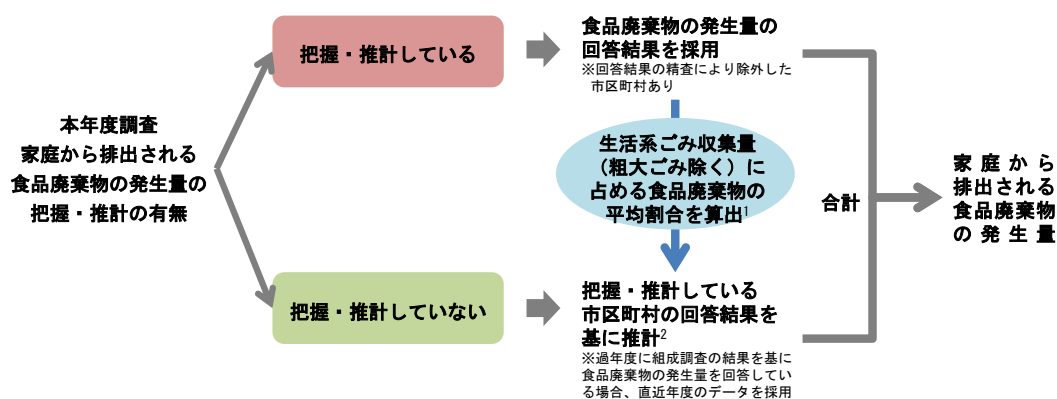 本年度調査
家庭から排出される
食品廃棄物の発生量の
把握・推計の有無
把握・推計している
食品廃棄物の発生量の
回答結果を採用
※回答結果の精査により除外した
市区町村あり
生活系ごみ収集量
（粗大ごみ除く）に
占める食品廃棄物の
平均割合を算出1
把握・推計していない
把握・推計している
市区町村の回答結果を
基に推計2
※過年度に組成調査の結果を基に
食品廃棄物の発生量を回答してい
る場合、直近年度のデータを採用
合計
家庭から
排出される
食品廃棄物
の発生量